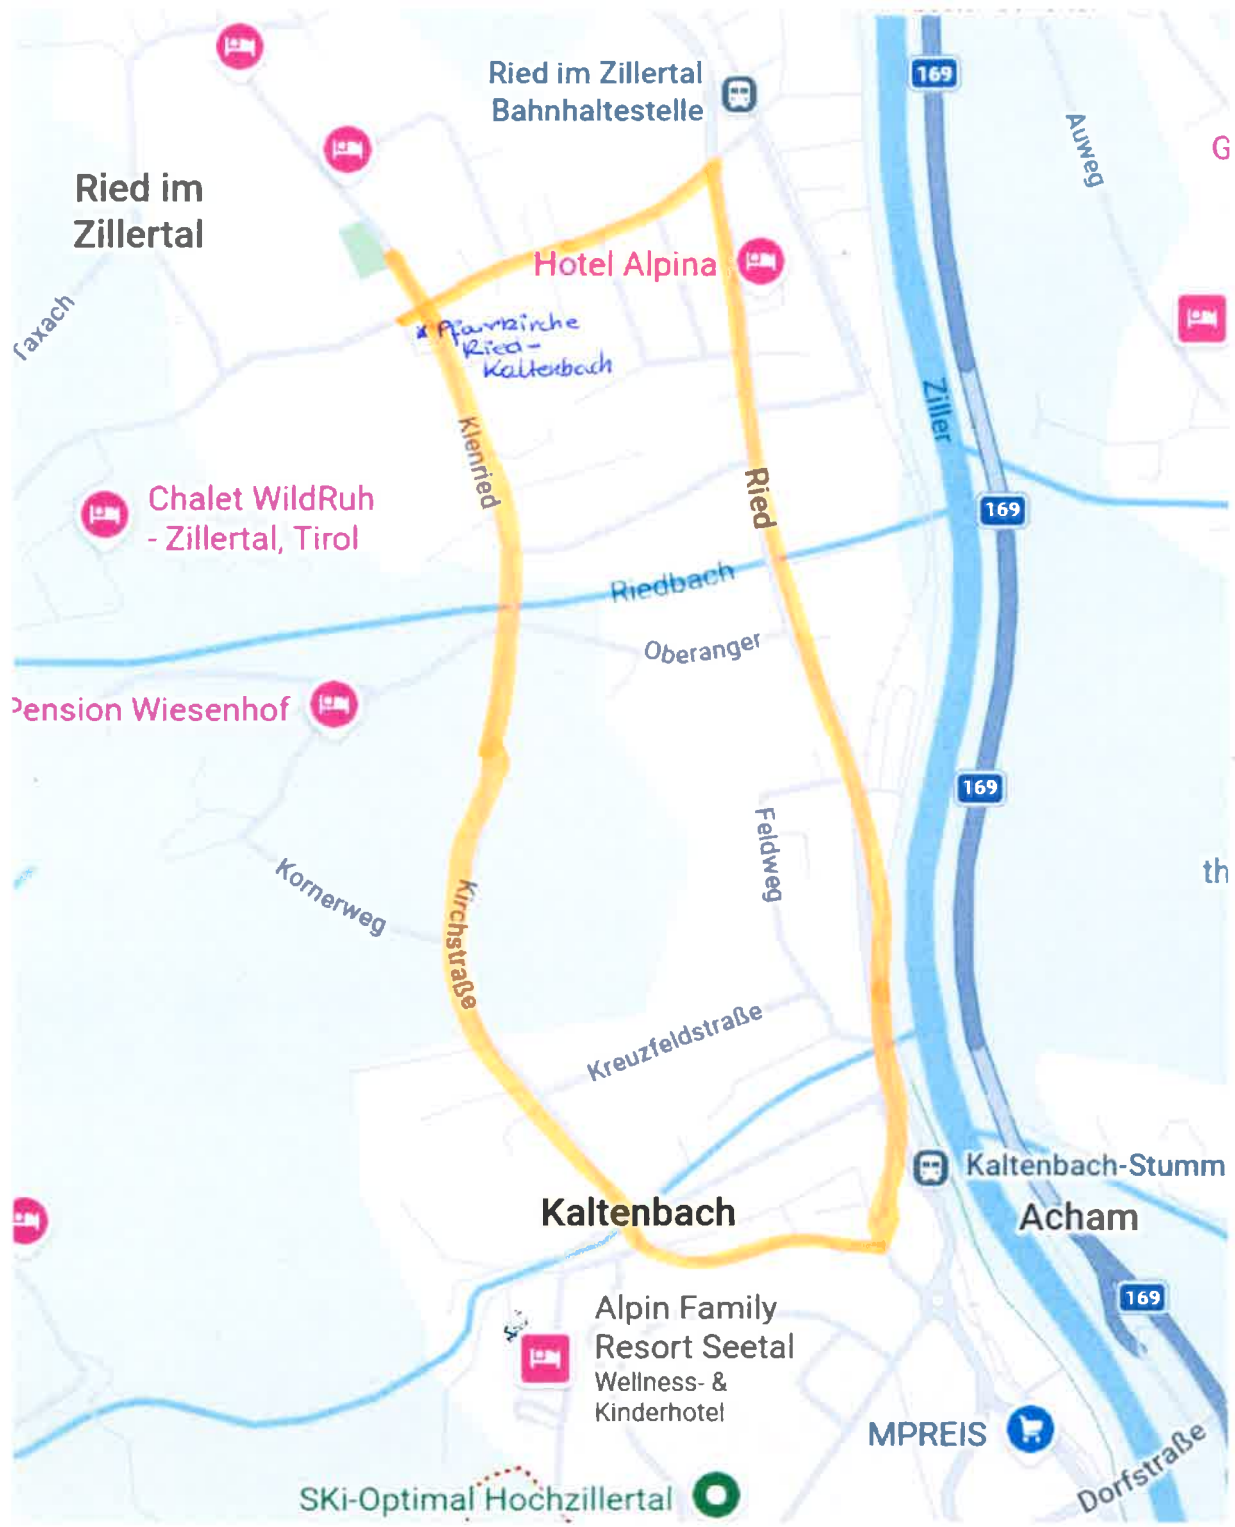 Ried im Zillertal
Bahnhaltestelle
169
Auweg
G
Ried im
Zillertal
Hotel Alpina
Taxach
* Pfarrkirche
Ried-
Kaltenbach
Ziller
Klenried
Ried
Chalet WildRuh
- Zillertal, Tirol
169
Riedbach
Oberanger
Pension Wiesenhof
169
Feldweg
th
Kornerweg
Kirchstraße
Kreuzfeldstraße
Kaltenbach-Stumm
Kaltenbach
Acham
169
Alpin Family
Resort Seetal
Wellness- &
Kinderhotel
MPREIS
Dorfstraße
SKi-Optimal Hochzillertal